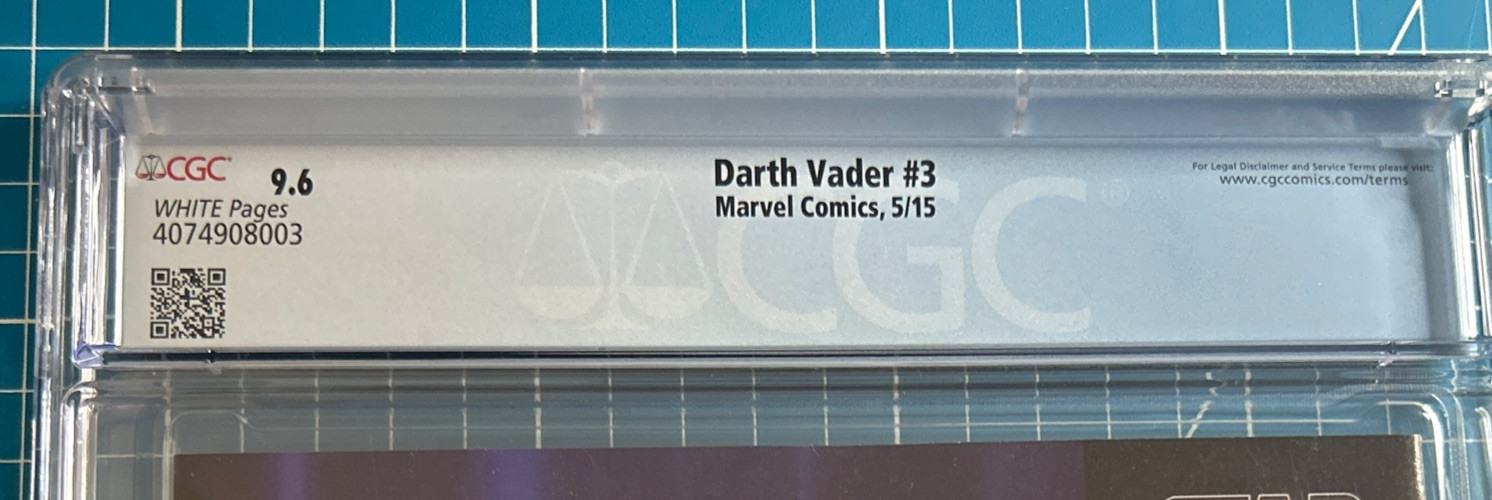 CGC
9.6
WHITE Pages
4074908003
Darth Vader #3
Marvel Comics, 5/15
For Legal Disclaimer and Service Terms please visit:
www.cgccomics.com/terms
CGC